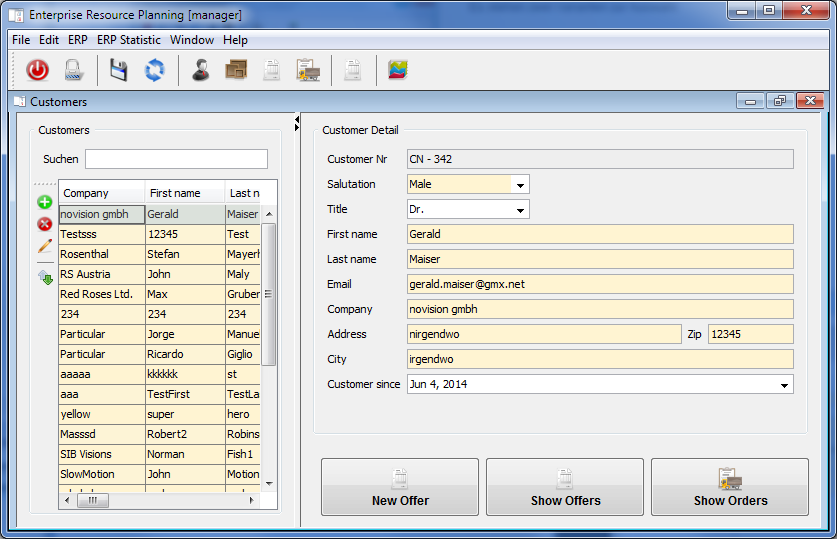 Enterprise Resource Planning [manager]
File Edit ERP ERP Statistic Window Help
Customers
Customers
Suchen
Company First name Last n
novision gmbh Gerald Maiser
Testsss 12345 Test
Rosenthal Stefan Mayerh
RS Austria John Maly
Red Roses Ltd. Max Gruber
234 234 234
Particular Jorge Manue
Particular Ricardo Giglio
aaaaa kkkkkk st
aaa TestFirst TestLa
yellow super hero
Masssd Robert2 Robins
SIB Visions Norman Fish1
SlowMotion John Motion
Customer Detail
Customer Nr CN - 342
Salutation Male
Title Dr.
First name Gerald
Last name Maiser
Email gerald.maiser@gmx.net
Company novision gmbh
Address nirgendwo Zip 12345
City irgendwo
Customer since Jun 4, 2014
New Offer Show Offers Show Orders